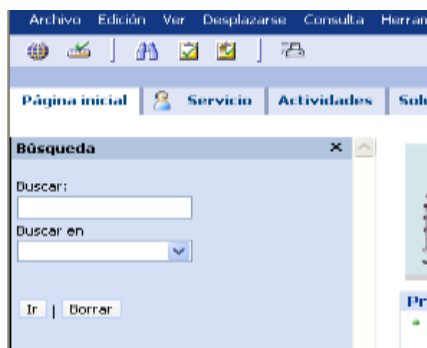 Archivo Edición Ver Desplazarse Consulta
Página inicial Servicio Actividades
Búsqueda
Buscar:
Buscar en
Ir | Borrar